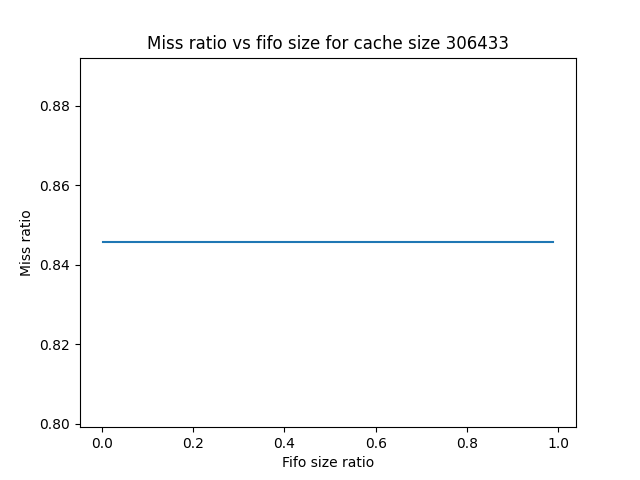 Miss ratio vs fifo size for cache size 306433
0.88
0.86
0.84
0.82
0.80
Miss ratio
0.0 0.2 0.4 0.6 0.8 1.0
Fifo size ratio